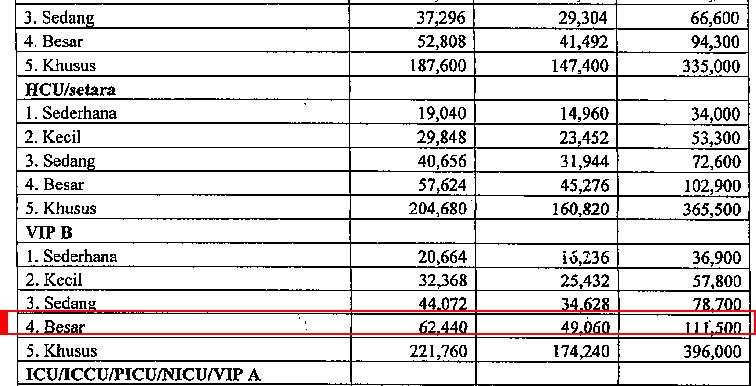 3. Sedang 37,296 29,304 66,600
4. Besar 52,808 41,492 94,300
5. Khusus 187,600 147,400 335,000
HCU/setara
1. Sederhana 19,040 14,960 34,000
2. Kecil 29,848 23,452 53,300
3. Sedang 40,656 31,944 72,600
4. Besar 57,624 45,276 102,900
5. Khusus 204,680 160,820 365,500
VIP B
1. Sederhana 20,664 16,236 36,900
2. Kecil 32,368 25,432 57,800
3. Sedang 44,072 34,628 78,700
4. Besar 62,440 49,060 111,500
5. Khusus 221,760 174,240 396,000
ICU/ICCU/PICU/NICU/VIP A